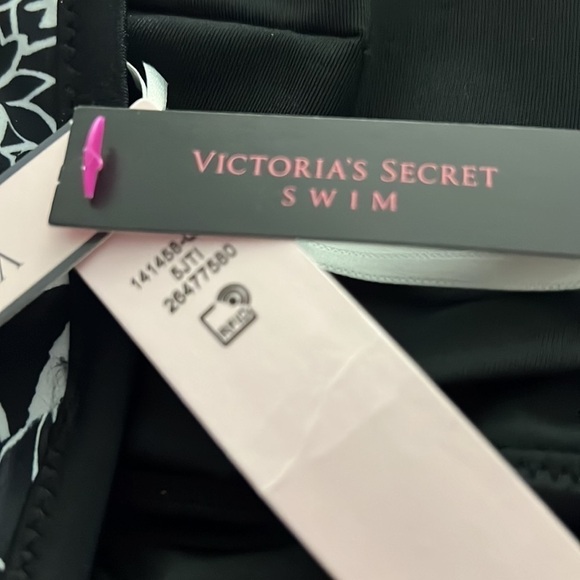 VICTORIA'S SECRET
SWIM
5JTI
26477580
RFID
V